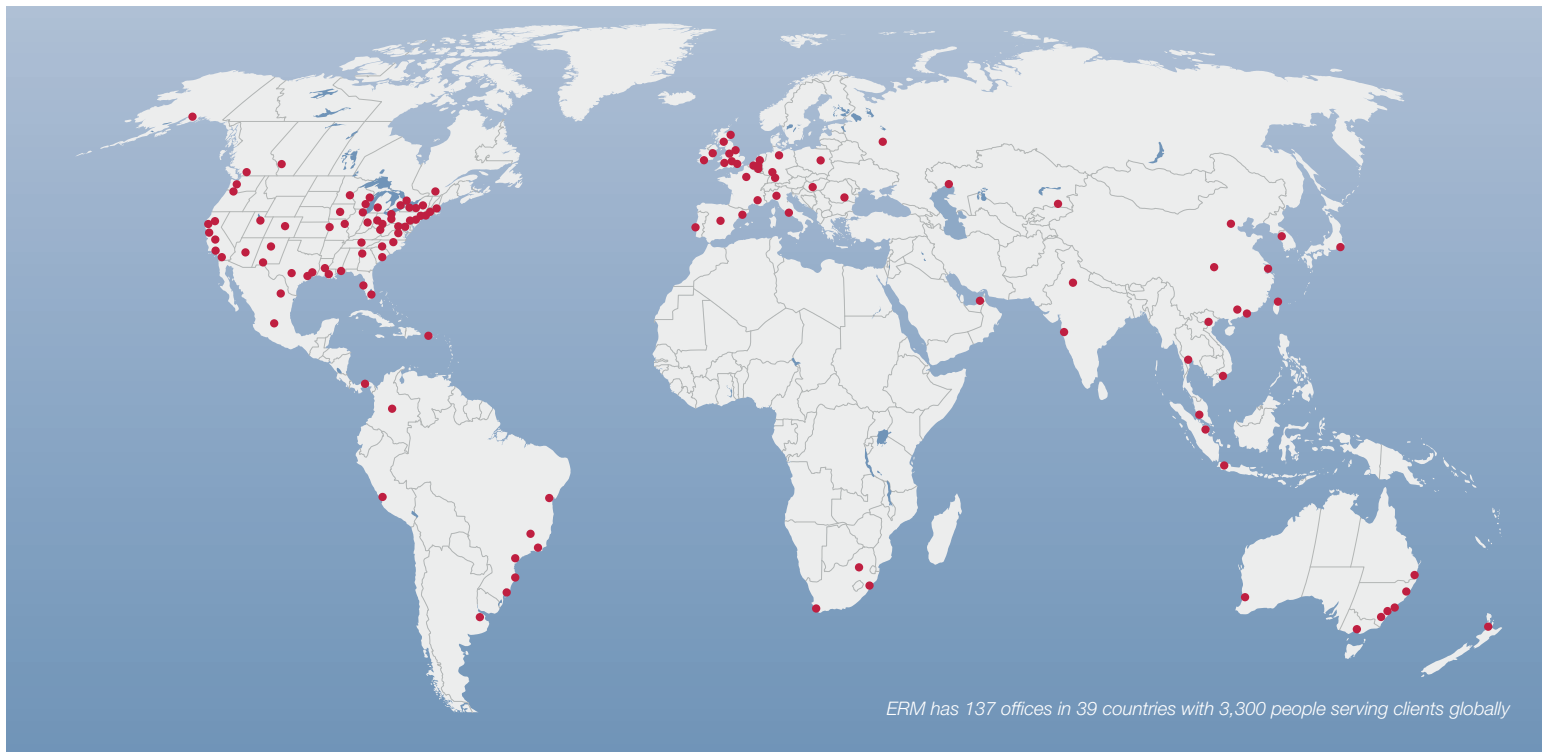 ERM has 137 offices in 39 countries with 3,300 people serving clients globally